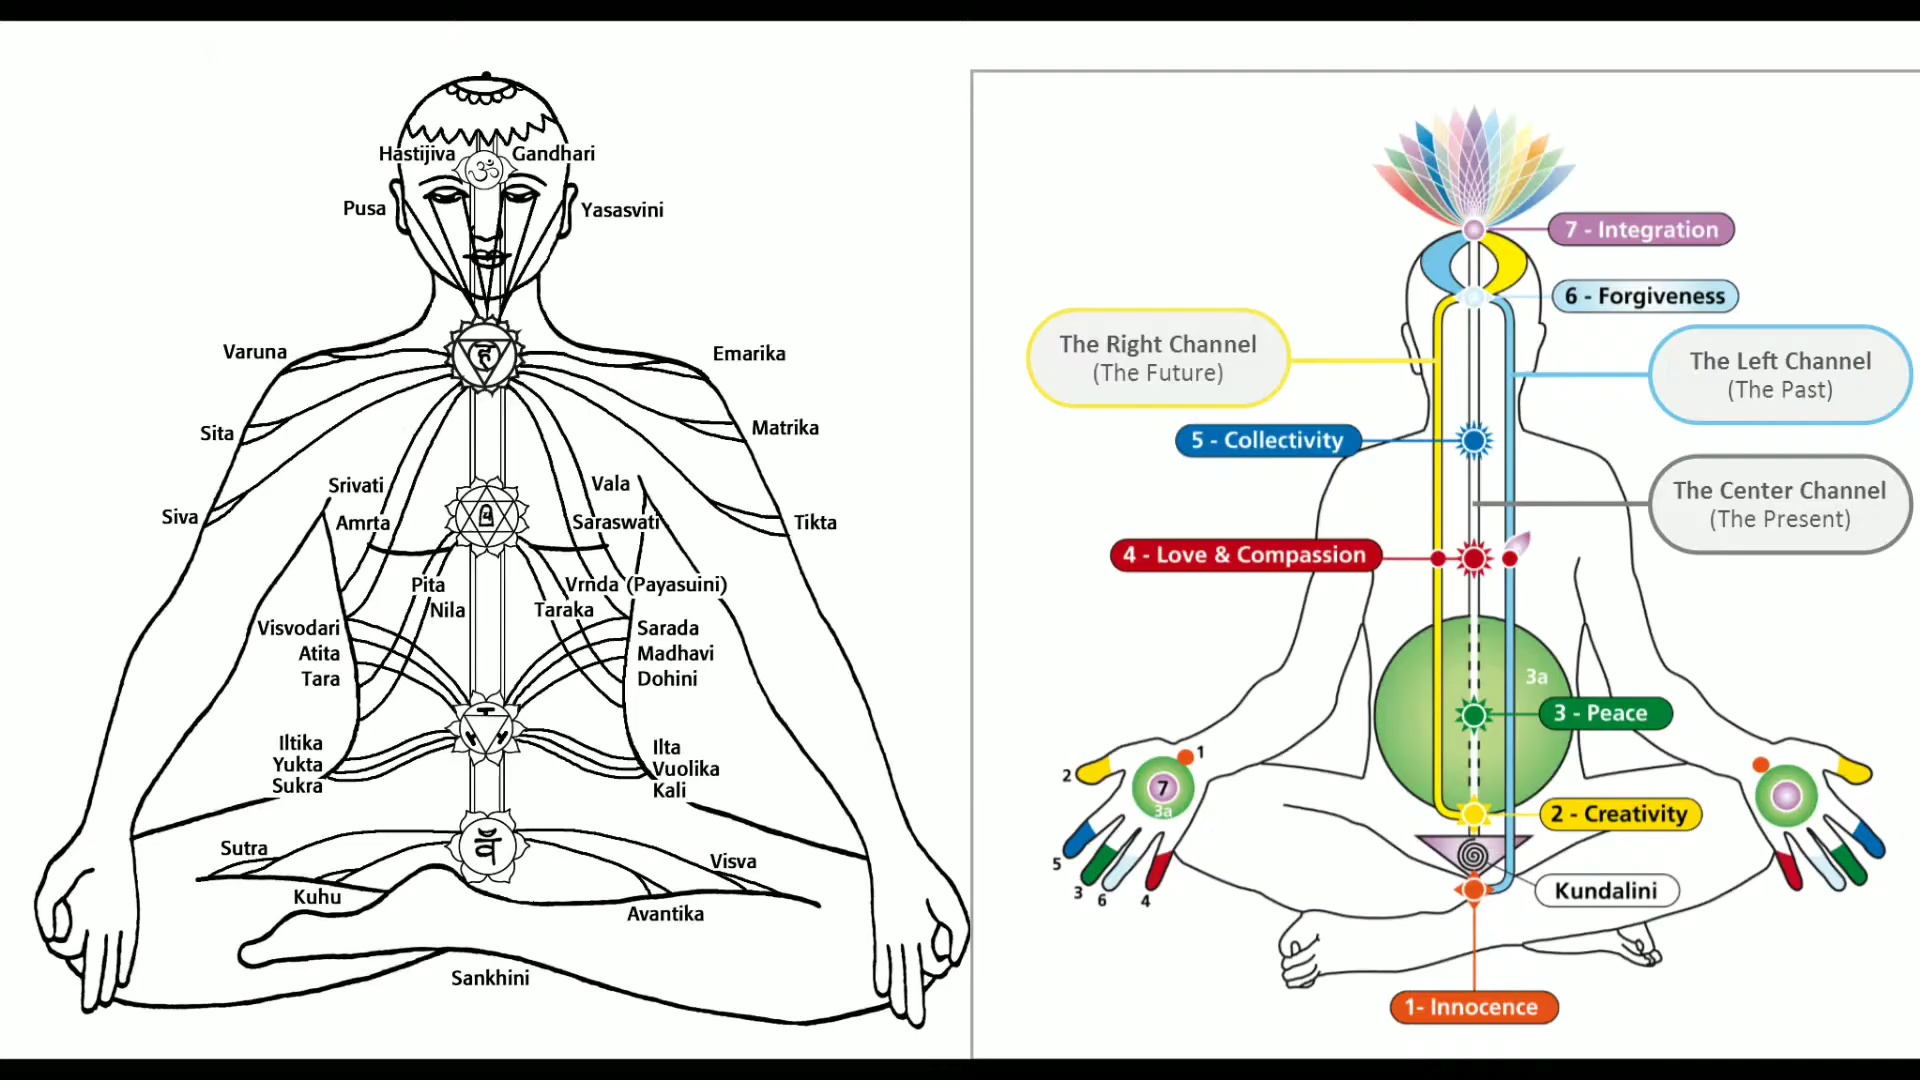 Hastijiva
Gandhari
Pusa
Yasasvini
ॐ
Varuna
Emarika
Sita
Matrika
Siva
Tikta
Srivati
Vala
Amrta
Saraswati
Pita
Vrnda (Payasuini)
Nila
Taraka
Visvodari
Sarada
Atita
Madhavi
Tara
Dohini
Iltika
Ilta
Yukta
Vuolika
Sukra
Kali
Sutra
Visva
Kuhu
Avantika
Sankhini
7 - Integration
6 - Forgiveness
The Right Channel
(The Future)
The Left Channel
(The Past)
5 - Collectivity
The Center Channel
(The Present)
4 - Love & Compassion
3a
3 - Peace
2 - Creativity
Kundalini
1- Innocence
1
2
7
3a
5
3
6
4